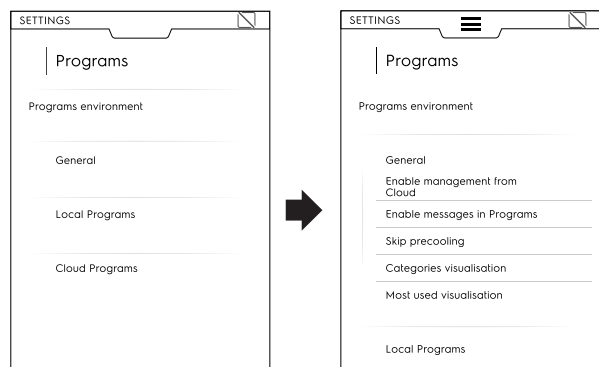 SETTINGS
Programs
Programs environment
General
Local Programs
Cloud Programs
SETTINGS
Programs
Programs environment
General
Enable management from
Cloud
Enable messages in Programs
Skip precooling
Categories visualisation
Most used visualisation
Local Programs